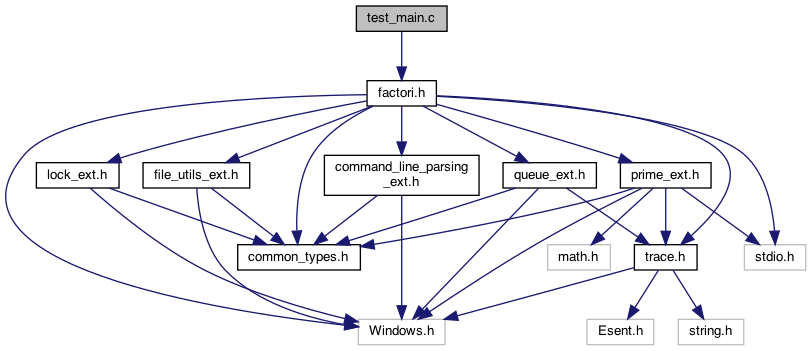 test_main.c
factori.h
lock_ext.h
file_utils_ext.h
command_line_parsing
_ext.h
queue_ext.h
prime_ext.h
common_types.h
math.h
trace.h
stdio.h
Windows.h
Esent.h
string.h